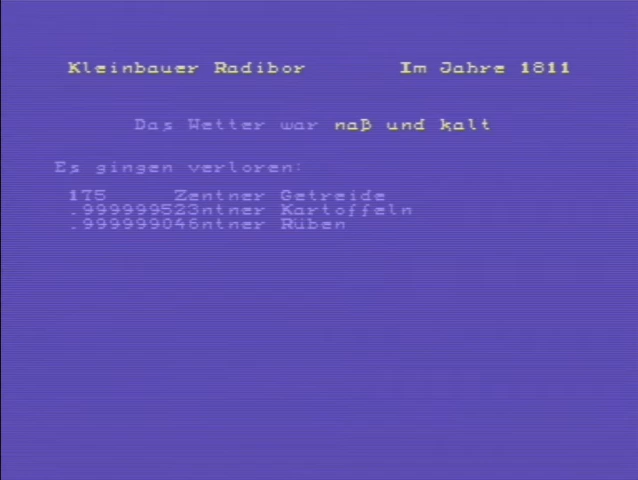 Kleinbauer Radibor Im Jahre 1811
Das Wetter war naß und kalt
Es gingen verloren:
175 Zentner Getreide
.999999523ntner Kartoffeln
.999999046ntner Rüben